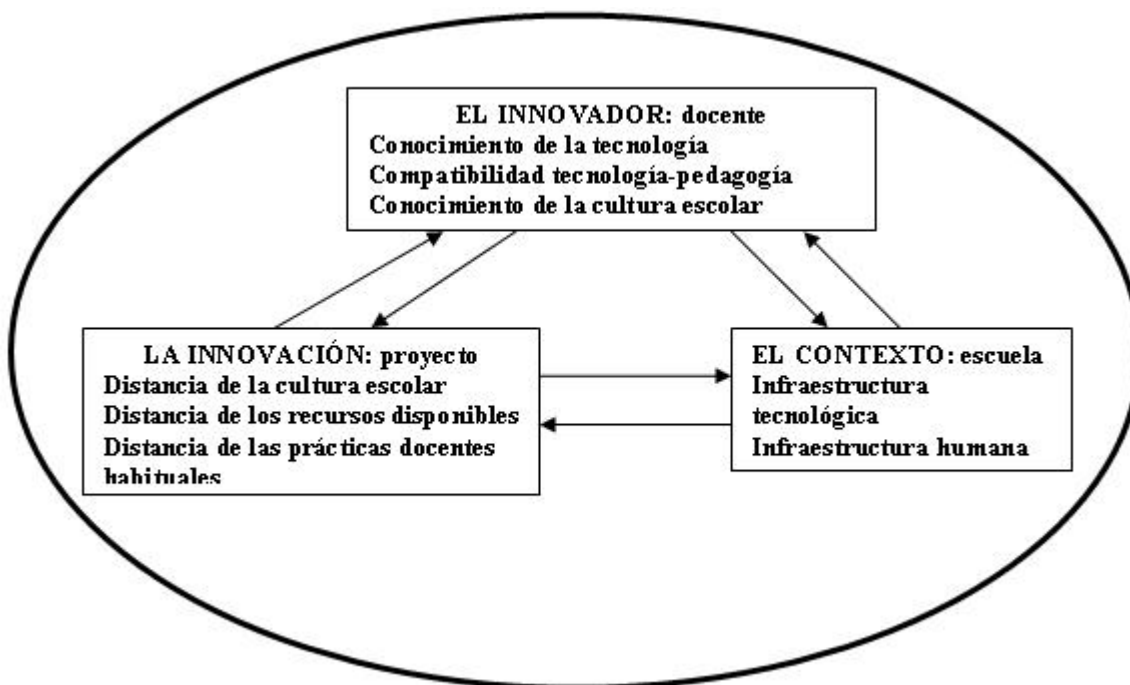 EL INNOVADOR: docente
Conocimiento de la tecnología
Compatibilidad tecnología-pedagogía
Conocimiento de la cultura escolar
LA INNOVACIÓN: proyecto
Distancia de la cultura escolar
Distancia de los recursos disponibles
Distancia de las prácticas docentes
habituales
EL CONTEXTO: escuela
Infraestructura
tecnológica
Infraestructura humana